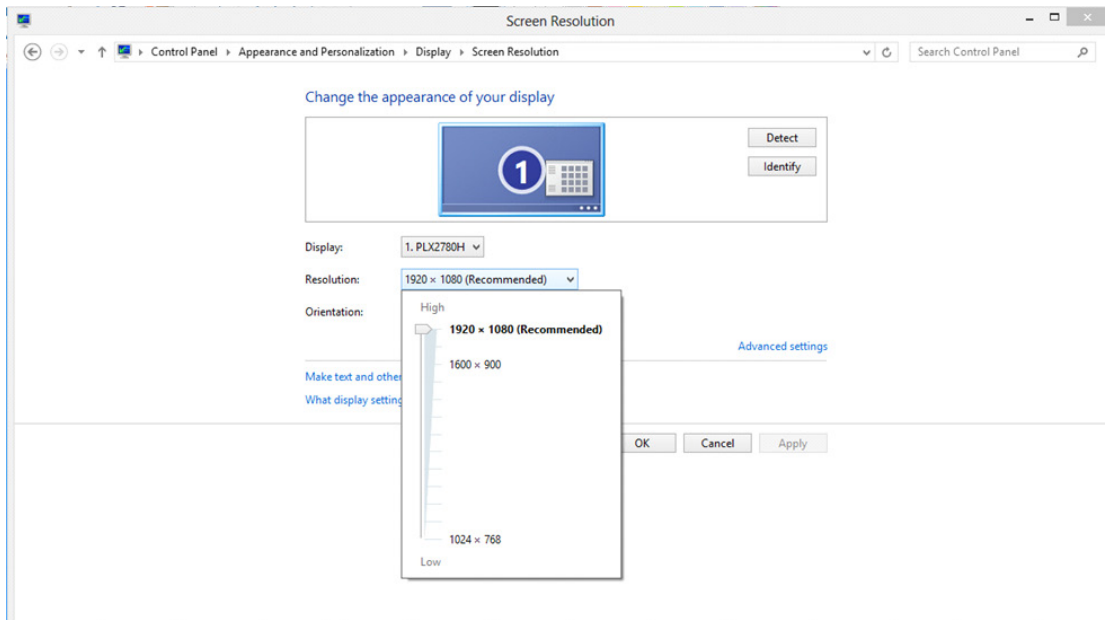 Screen Resolution
Control Panel Appearance and Personalization Display Screen Resolution
Search Control Panel
Change the appearance of your display
1
Detect
Identify
Display: 1. PLX2780H
Resolution: 1920 × 1080 (Recommended)
Orientation:
High
1920 × 1080 (Recommended)
1600 × 900
1024 × 768
Low
Advanced settings
Make text and other
What display setting
OK Cancel Apply